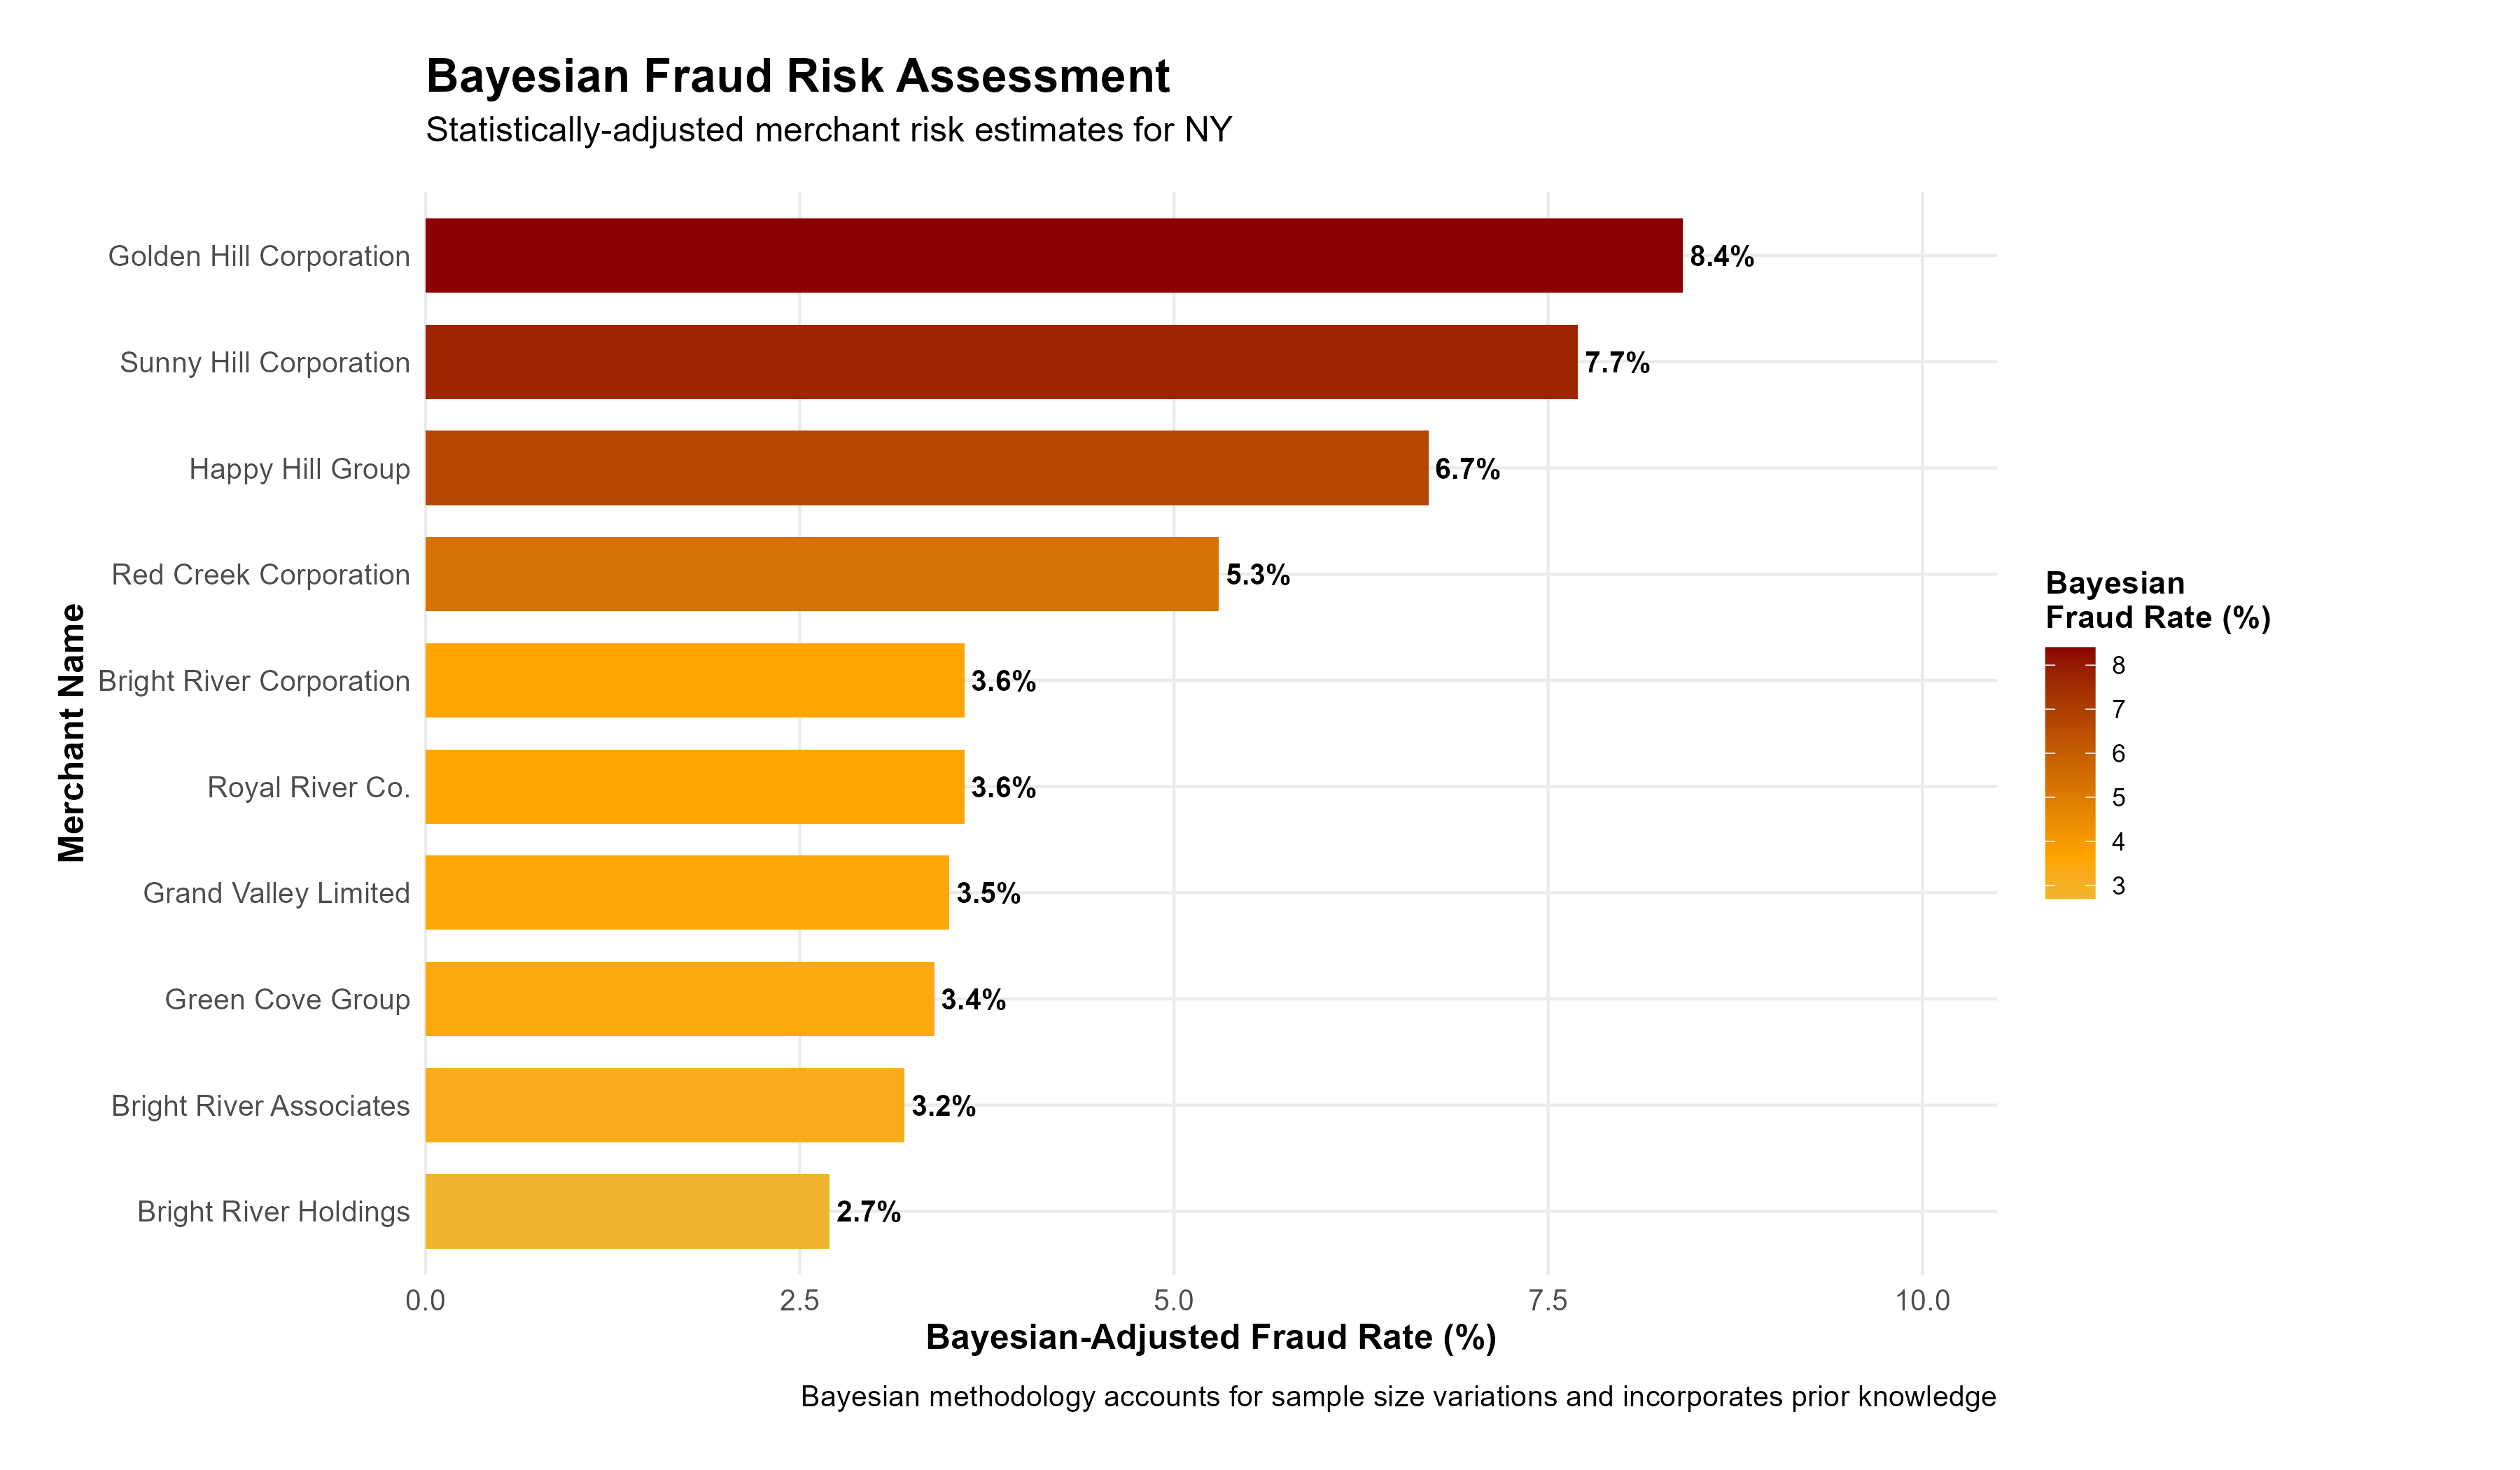 Bayesian Fraud Risk Assessment
Statistically-adjusted merchant risk estimates for NY
Merchant Name
Golden Hill Corporation
8.4%
Sunny Hill Corporation
7.7%
Happy Hill Group
6.7%
Red Creek Corporation
5.3%
Bright River Corporation
3.6%
Royal River Co.
3.6%
Grand Valley Limited
3.5%
Green Cove Group
3.4%
Bright River Associates
3.2%
Bright River Holdings
2.7%
0.0 2.5 5.0 7.5 10.0
Bayesian-Adjusted Fraud Rate (%)
Bayesian methodology accounts for sample size variations and incorporates prior knowledge
Bayesian
Fraud Rate (%)
8
7
6
5
4
3